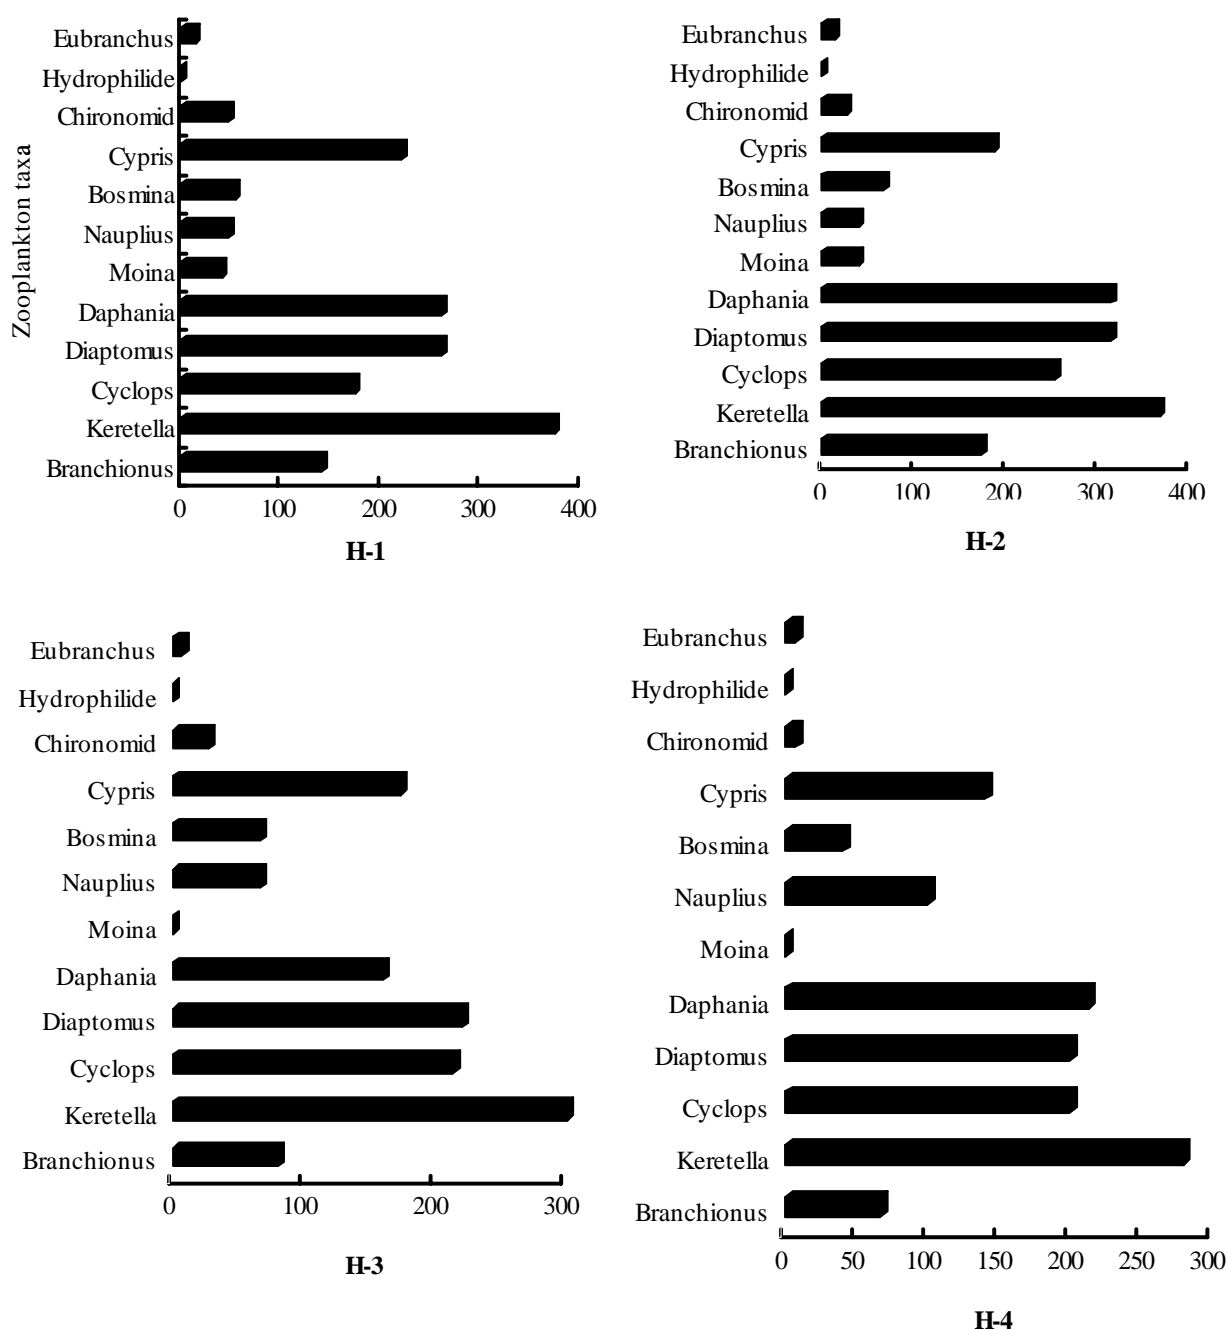 Zooplankton taxa
Eubranchus
Hydrophilide
Chironomid
Cypris
Bosmina
Nauplius
Moina
Daphania
Diaptomus
Cyclops
Keretella
Branchionus
0 100 200 300 400
H-1
Eubranchus
Hydrophilide
Chironomid
Cypris
Bosmina
Nauplius
Moina
Daphania
Diaptomus
Cyclops
Keretella
Branchionus
0 100 200 300 400
H-2
Eubranchus
Hydrophilide
Chironomid
Cypris
Bosmina
Nauplius
Moina
Daphania
Diaptomus
Cyclops
Keretella
Branchionus
0 100 200 300
H-3
Eubranchus
Hydrophilide
Chironomid
Cypris
Bosmina
Nauplius
Moina
Daphania
Diaptomus
Cyclops
Keretella
Branchionus
0 50 100 150 200 250 300
H-4